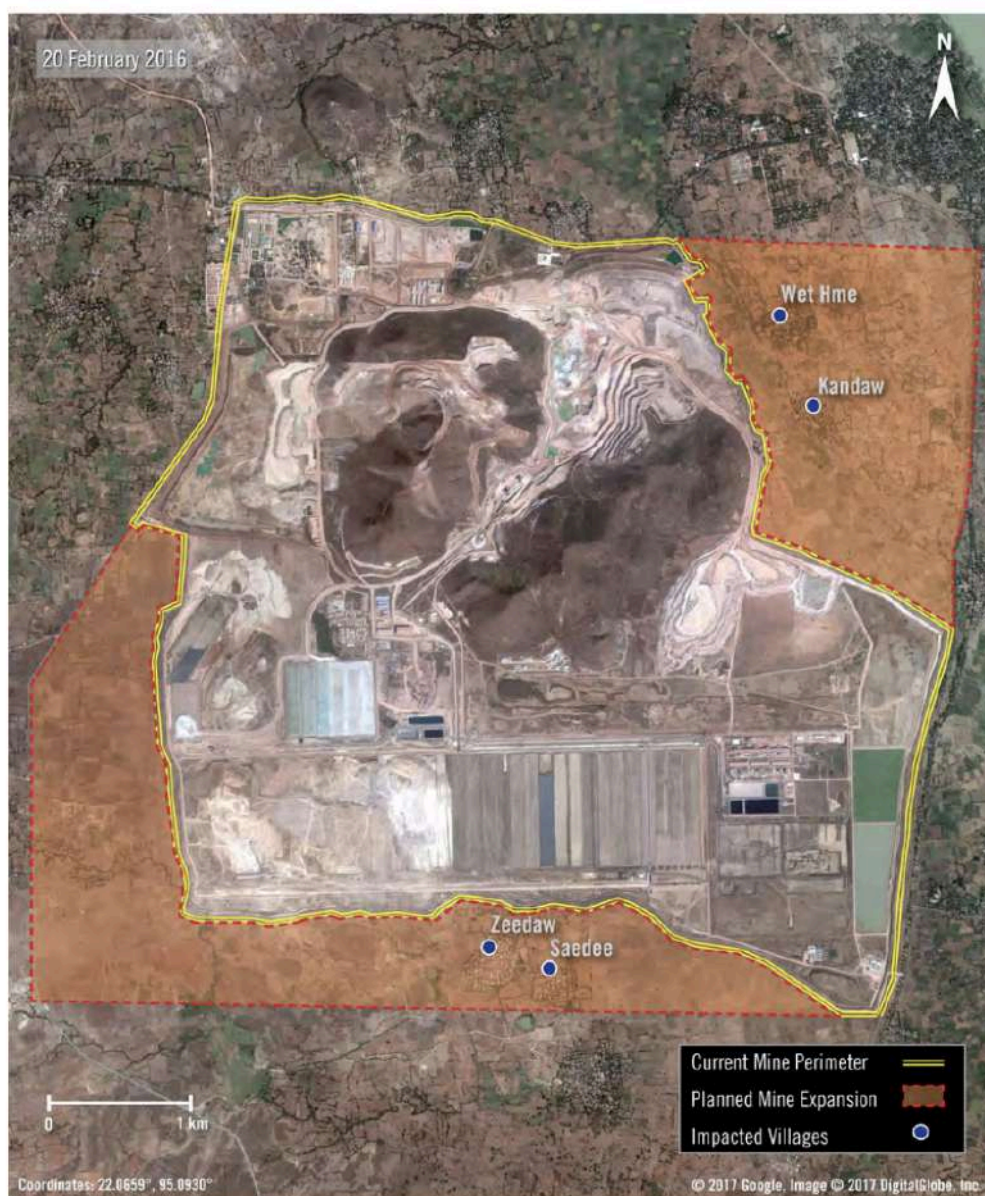 20 February 2016
N
Wet Hme
Kandaw
Zeedaw
Saedee
Current Mine Perimeter
Planned Mine Expansion
Impacted Villages
0 1 km
Coordinates: 22.0659°, 95.0930°
© 2017 Google, Image © 2017 DigitalGlobe, Inc